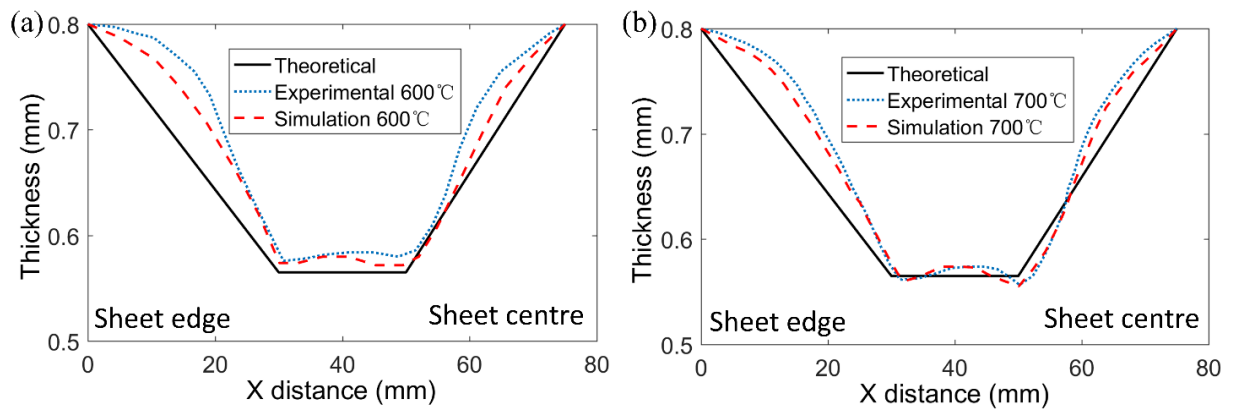 (a)
0.8
0.7
0.6
0.5
Thickness (mm)
Theoretical
Experimental 600℃
Simulation 600℃
Sheet edge
Sheet centre
0
20
40
60
80
X distance (mm)
(b)
0.8
0.7
0.6
0.5
Thickness (mm)
Theoretical
Experimental 700℃
Simulation 700℃
Sheet edge
Sheet centre
0
20
40
60
80
X distance (mm)